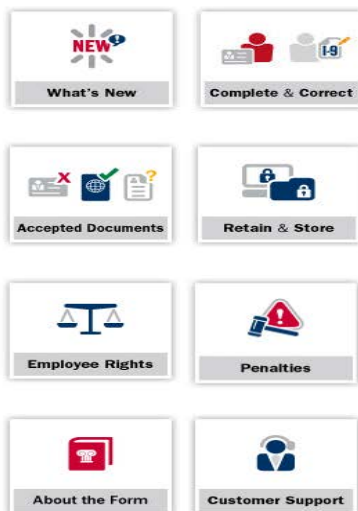 NEW!
What's New
I-9
Complete & Correct
Accepted Documents
Retain & Store
Employee Rights
Penalties
About the Form
Customer Support